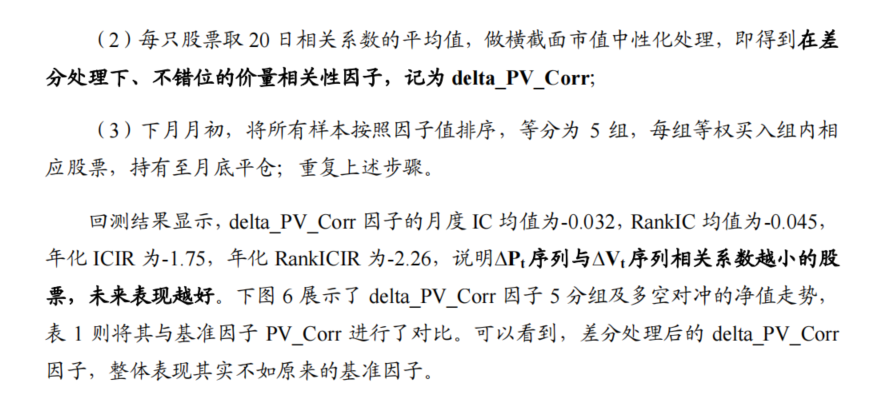 （2）每只股票取 20 日相关系数的平均值，做横截面市值中性化处理，即得到在差
分处理下、不错位的价量相关性因子，记为 delta_PV_Corr;
（3）下月月初，将所有样本按照因子值排序，等分为 5 组，每组等权买入组内相
应股票，持有至月底平仓；重复上述步骤。
回测结果显示，delta_PV_Corr 因子的月度 IC 均值为-0.032，RankIC 均值为-0.045，
年化 ICIR 为-1.75，年化 RankICIR 为-2.26，说明ΔPt序列与ΔVt序列相关系数越小的股
票，未来表现越好。下图 6 展示了 delta_PV_Corr 因子 5 分组及多空对冲的净值走势，
表 1 则将其与基准因子 PV_Corr 进行了对比。可以看到，差分处理后的 delta_PV_Corr
因子，整体表现其实不如原来的基准因子。